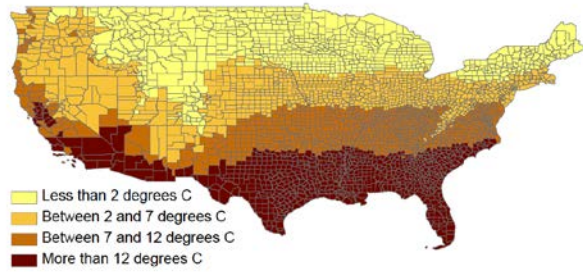 Less than 2 degrees C
Between 2 and 7 degrees C
Between 7 and 12 degrees C
More than 12 degrees C